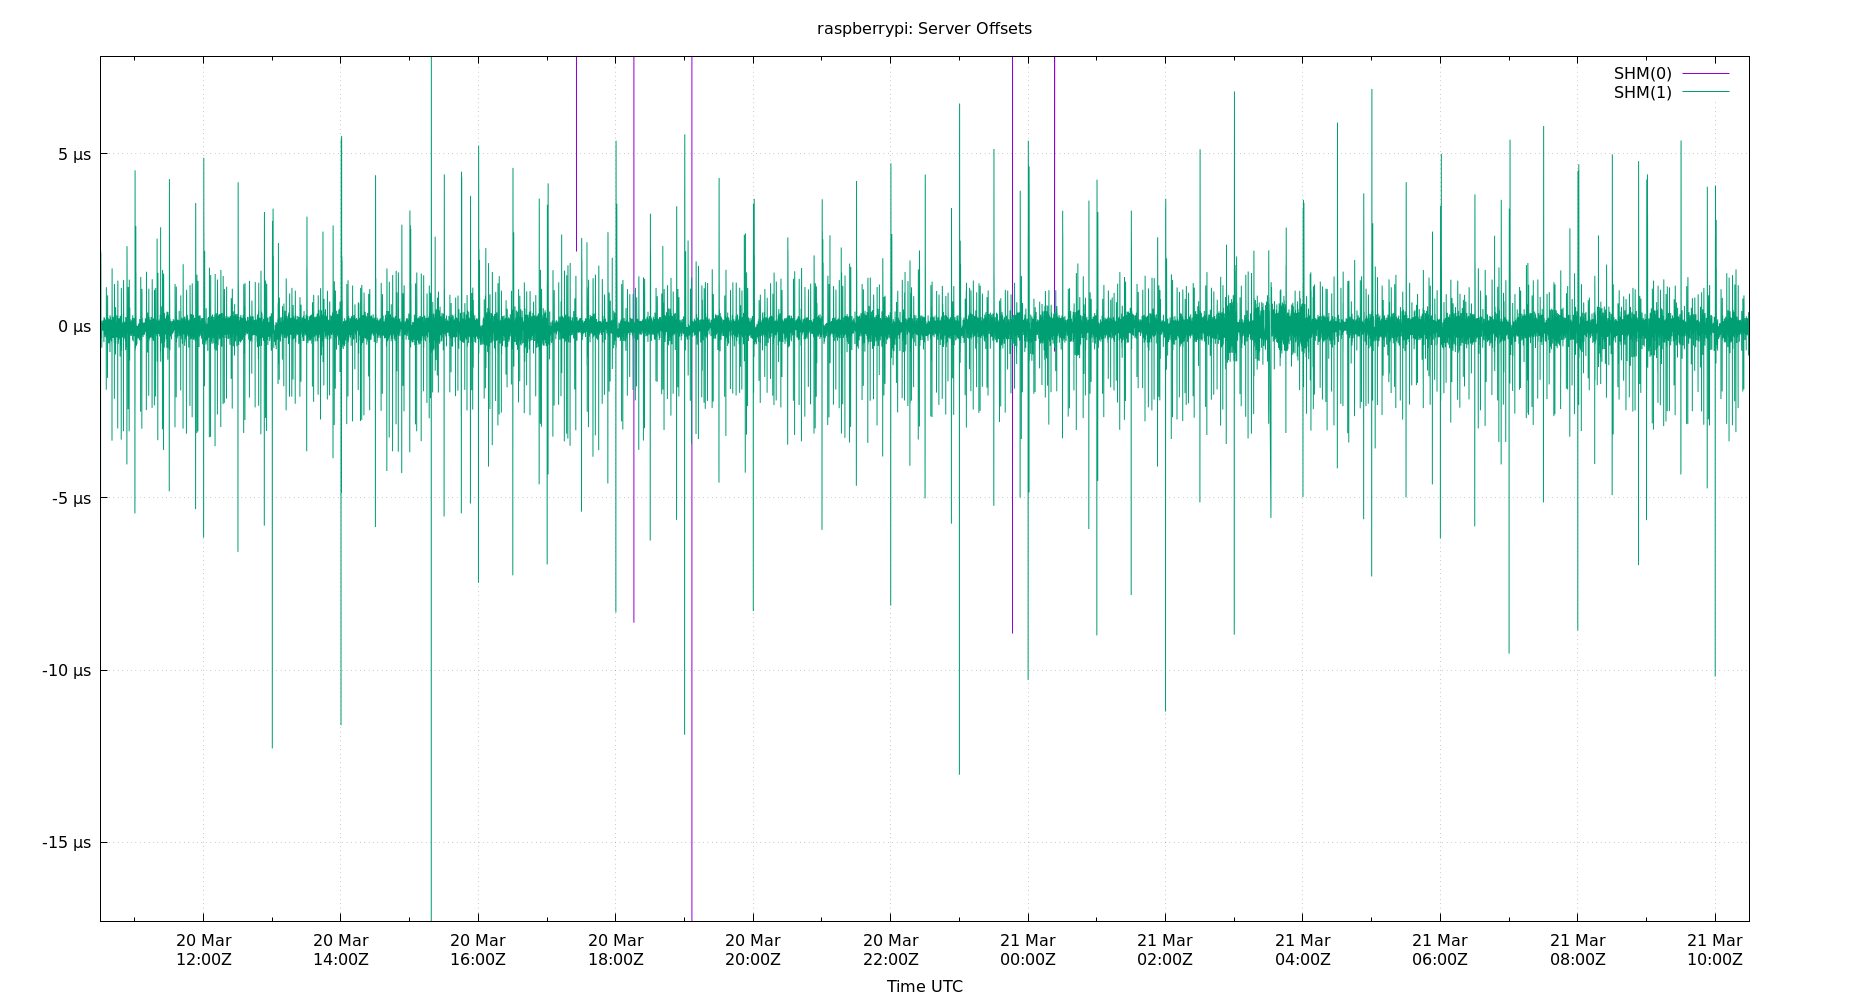 raspberrypi: Server Offsets
SHM(0)
SHM(1)
5 µs
0 µs
-5 µs
-10 µs
-15 µs
20 Mar 20 Mar 20 Mar 20 Mar 20 Mar 20 Mar 21 Mar 21 Mar 21 Mar 21 Mar 21 Mar 21 Mar
12:00Z 14:00Z 16:00Z 18:00Z 20:00Z 22:00Z 00:00Z 02:00Z 04:00Z 06:00Z 08:00Z 10:00Z
Time UTC